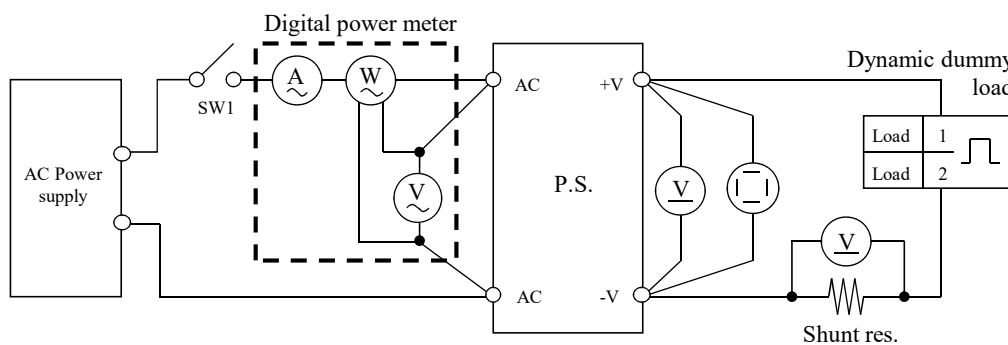 Digital power meter
Dynamic dummy
load
A
W
AC
+V
SW1
Load 1
Load 2
AC Power
supply
V
P.S.
V
V
AC
-V
Shunt res.